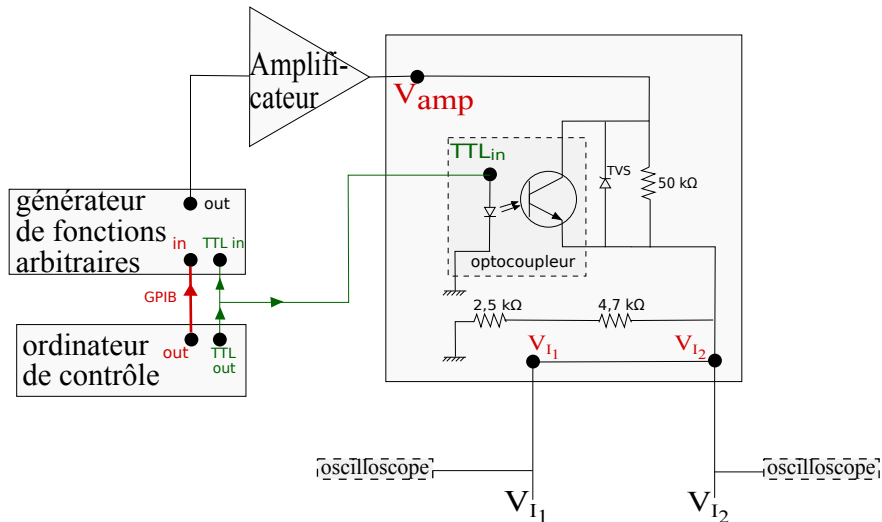 Amplifi-
cateur
Vamp
TTLin
TVS
50 kΩ
optocoupleur
générateur
de fonctions
arbitraires
out
in
TTL in
GPIB
ordinateur
de contrôle
out
TTL
out
2,5 kΩ
4,7 kΩ
VI1
VI2
oscilloscope
oscilloscope
VI1
VI2